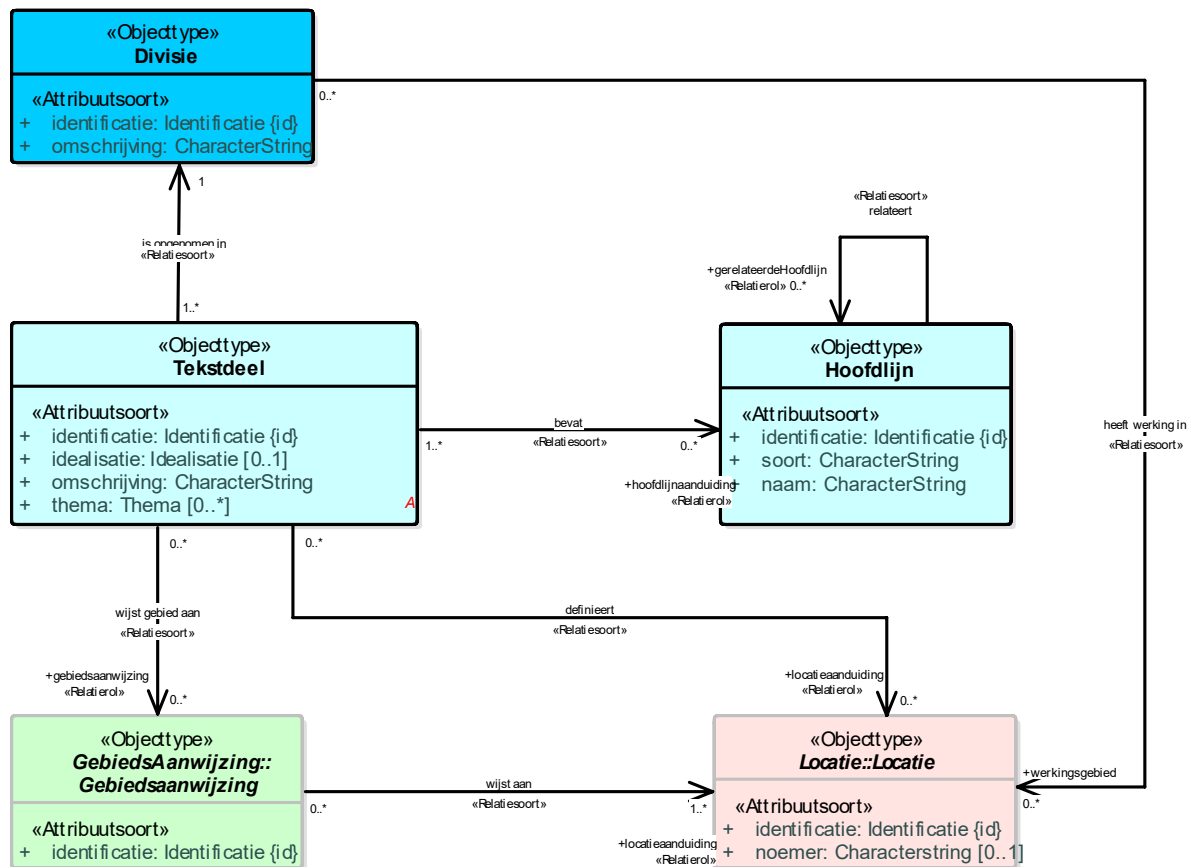 «Objecttype»
Divisie
«Attribuutsoort»
+ identificatie: Identificatie {id}
+ omschrijving: CharacterString
0..*
1
is opgenomen in
«Relatiesoort»
1..*
«Relatiesoort»
relateert
+gerelateerdeHoofdlijn
«Relatierol» 0..*
«Objecttype»
Tekstdeel
«Attribuutsoort»
+ identificatie: Identificatie {id}
+ idealisatie: Idealisatie [0..1]
+ omschrijving: CharacterString
+ thema: Thema [0..*]
A
bevat
«Relatiesoort»
1..*
0..*
+hoofdlijnaanduiding
«Relatierol»
«Objecttype»
Hoofdlijn
«Attribuutsoort»
+ identificatie: Identificatie {id}
+ soort: CharacterString
+ naam: CharacterString
heeft werking in
«Relatiesoort»
0..*
0..*
wijst gebied aan
«Relatiesoort»
definieert
«Relatiesoort»
+gebiedsaanwijzing
«Relatierol»
0..*
+locatieaanduiding
«Relatierol»
0..*
«Objecttype»
GebiedsAanwijzing::
Gebiedsaanwijzing
«Attribuutsoort»
+ identificatie: Identificatie {id}
wijst aan
«Relatiesoort»
0..*
1..*
+locatieaanduiding
«Relatierol»
«Objecttype»
Locatie::Locatie
«Attribuutsoort»
+ identificatie: Identificatie {id}
+ noemer: Characterstring [0..1]
+werkingsgebied
0..*